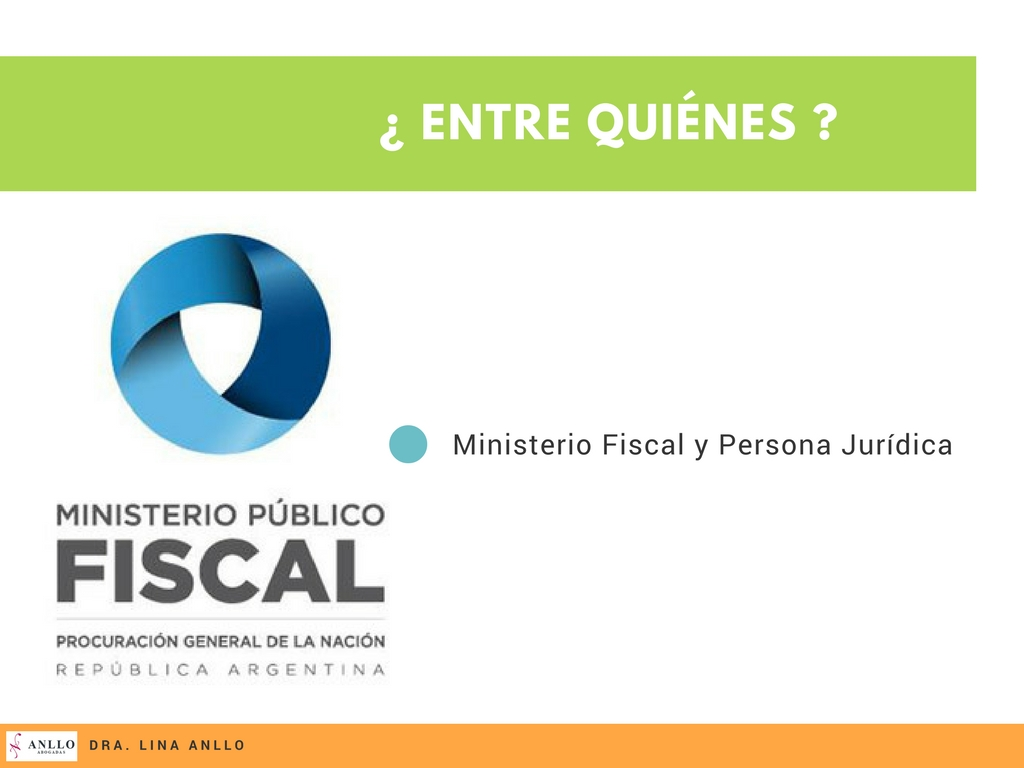 ¿ ENTRE QUIÉNES ?
Ministerio Fiscal y Persona Jurídica
MINISTERIO PÚBLICO
FISCAL
PROCURACIÓN GENERAL DE LA NACIÓN
REPÚBLICA ARGENTINA
ANLLO
ABOGADAS
DRA. LINA ANLLO